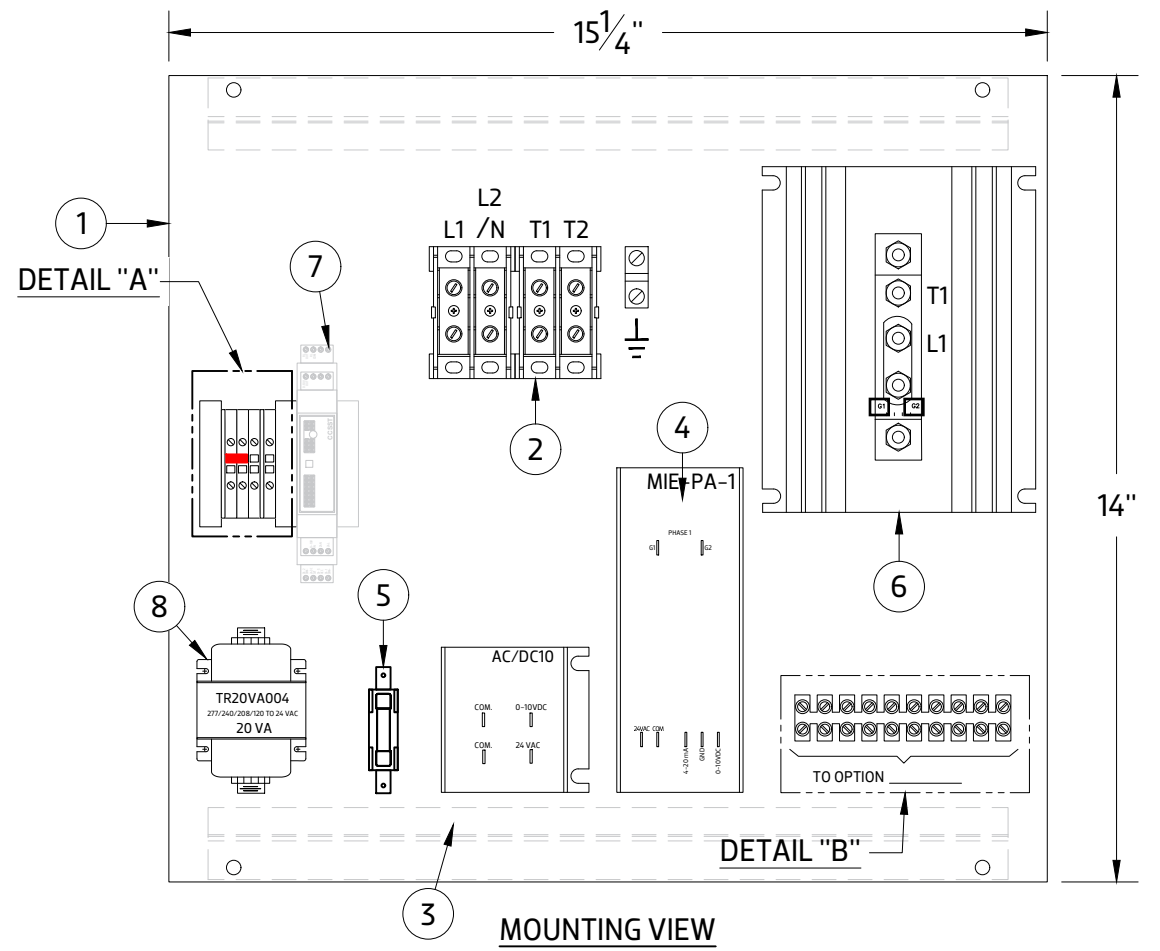 15 1/4"
L2
L1 /N T1 T2
1
DETAIL "A"
7
T1
L1
G1 G2
2
4
MIE-PA-1
PHASE 1
G1 G2
14"
6
5
8
AC/DC10
TR20VA004
277/240/208/120 TO 24 VAC
20 VA
COM. 0-10VDC
COM. 24 VAC
24VAC COM
4-20mA
GND
0-10VDC
TO OPTION
DETAIL "B"
3
MOUNTING VIEW